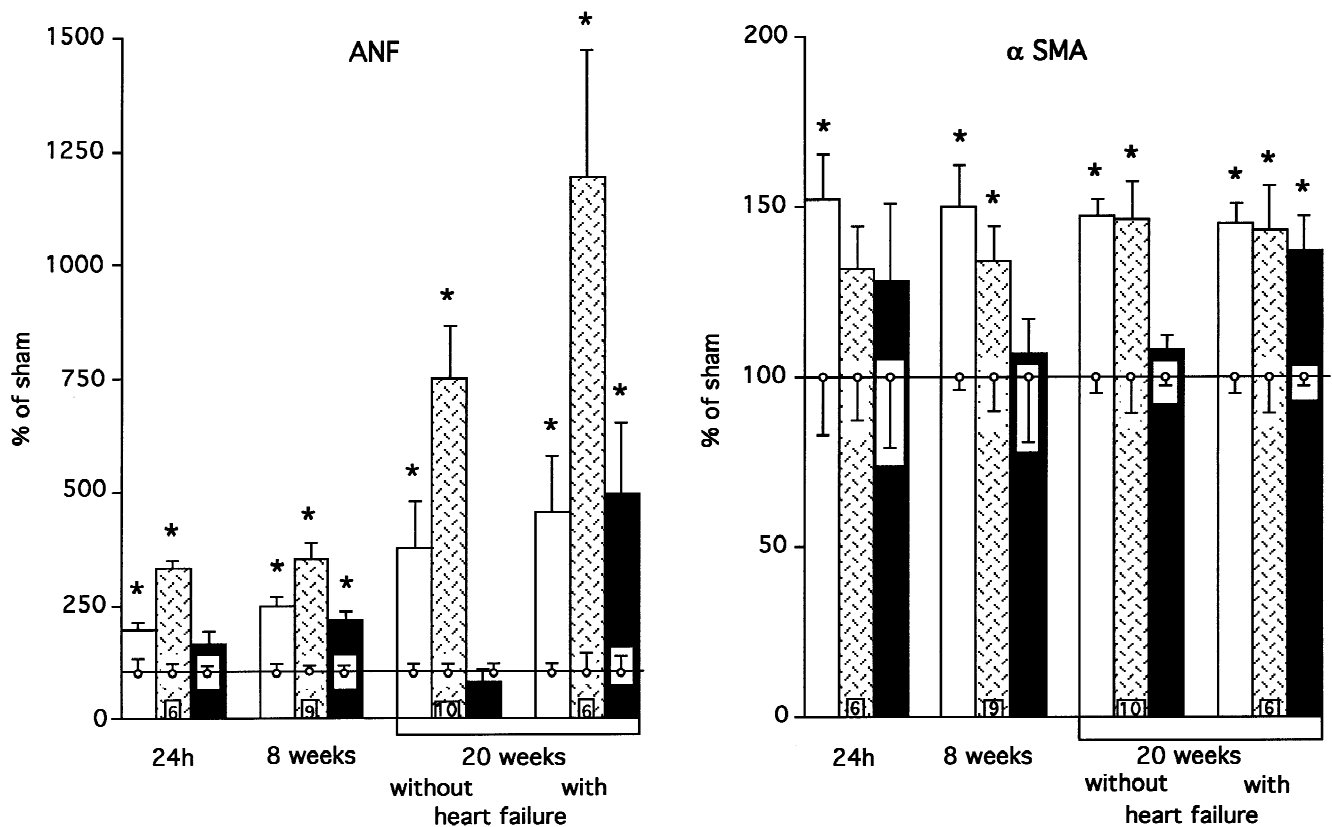 ANF
% of sham
1500
1250
1000
750
500
250
0
* * * * * * * * * *
6
9
10
6
24h
8 weeks
20 weeks
without
with
heart failure
α SMA
% of sham
200
150
100
50
0
* * * * * * * *
6
9
10
6
24h
8 weeks
20 weeks
without
with
heart failure